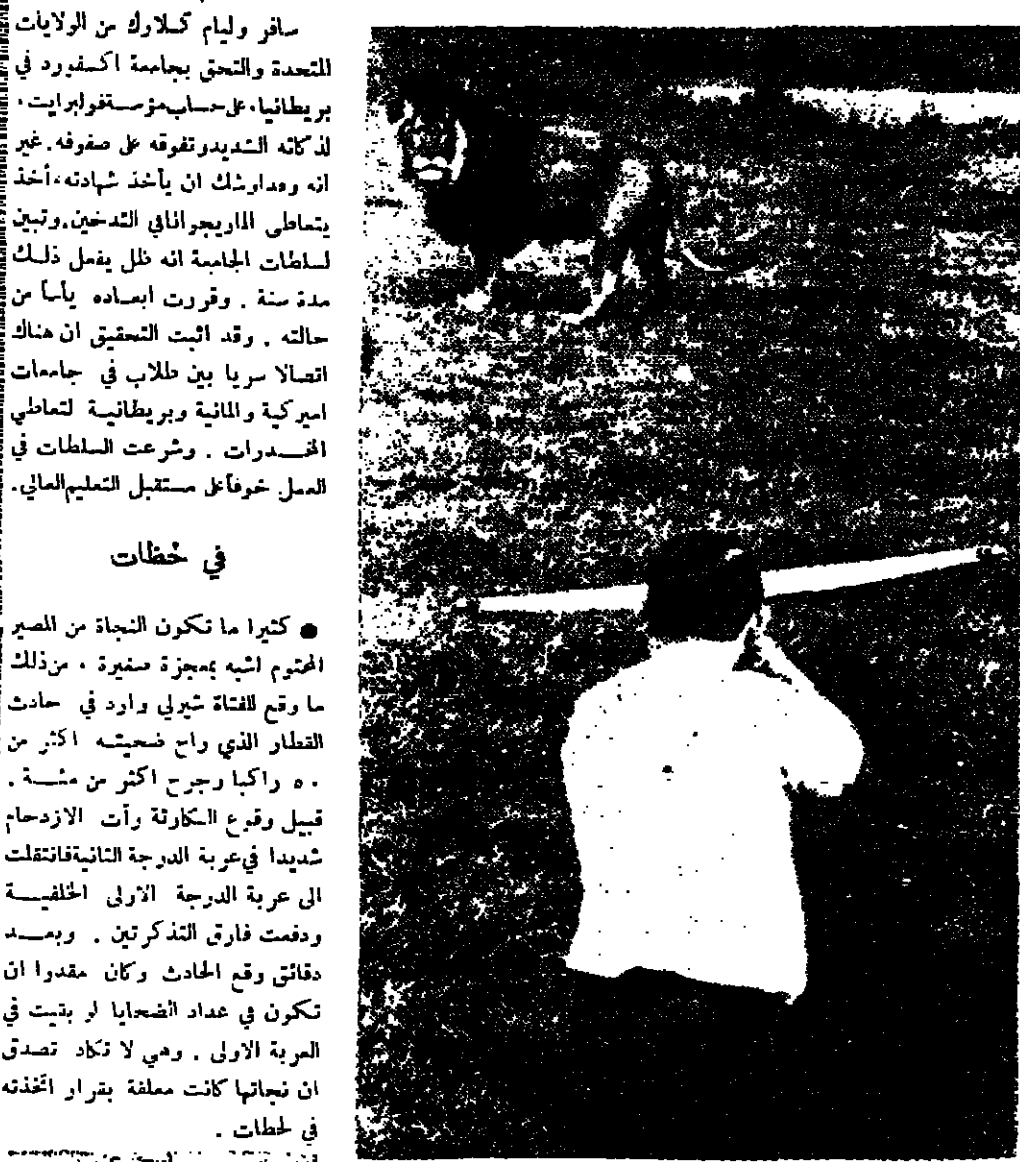 سافر وليام كلارك من الولايات
المتحدة والتحق بجامعة اكسفورد في
بريطانيا، على حساب مؤسسة فولبرايت،
لذكائه الشديد وتفوقه على صفوفه. غير
انه وهداوشك ان يأخذ شهادته، أخذ
يتعاطى الماريجوانا في التدخين. وتبين
لسلطات الجامعة انه ظل يفعل ذلك
مدة سنة . وقررت ابعاده يأسا من
حالته . وقد اثبت التحقيق ان هناك
اتصالا سريا بين طلاب في جامعات
اميركية والمانية وبريطانية لتعاطي
المخدرات . وشرعت السلطات في
العمل خوفا على مستقبل التعليم العالي.
في لحظات
● كثيرا ما تكون النجاة من المصير
المحتوم اشبه بمعجزة صغيرة . من ذلك
ما وقع للفتاة شيرلي وارد في حادث
القطار الذي راح ضحيته اكثر من
٥٠ راكبا وجرح اكثر من مئة .
قبيل وقوع الكارثة رأت الازدحام
شديدا في عربة الدرجة الثانية فانتقلت
الى عربة الدرجة الاولى الخلفية
ودفعت فارق التذكرتين . وبعد
دقائق وقع الحادث وكان مقدرا ان
تكون في عداد الضحايا لو بقيت في
العربة الاولى . وهي لا تكاد تصدق
ان نجاتها كانت معلقة بقرار اتخذته
في لحظات .